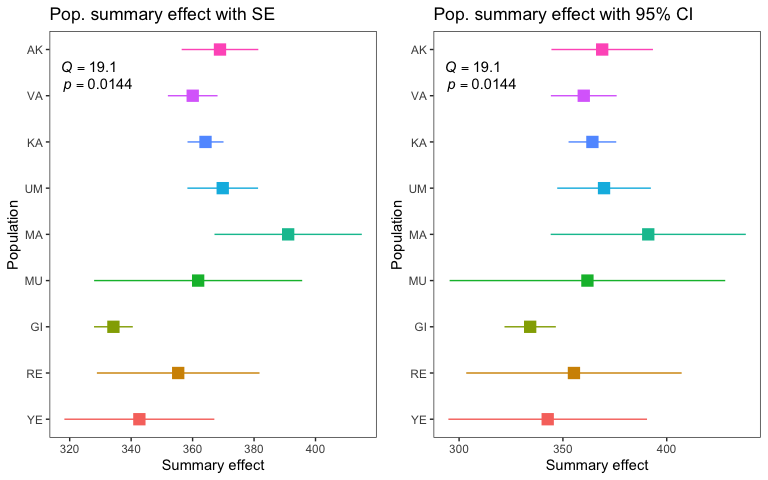 Pop. summary effect with SE
Q = 19.1
p = 0.0144
Population
AK
VA
KA
UM
MA
MU
GI
RE
YE
320 360 380 400
Summary effect
Pop. summary effect with 95% CI
Q = 19.1
p = 0.0144
Population
AK
VA
KA
UM
MA
MU
GI
RE
YE
300 350 400
Summary effect